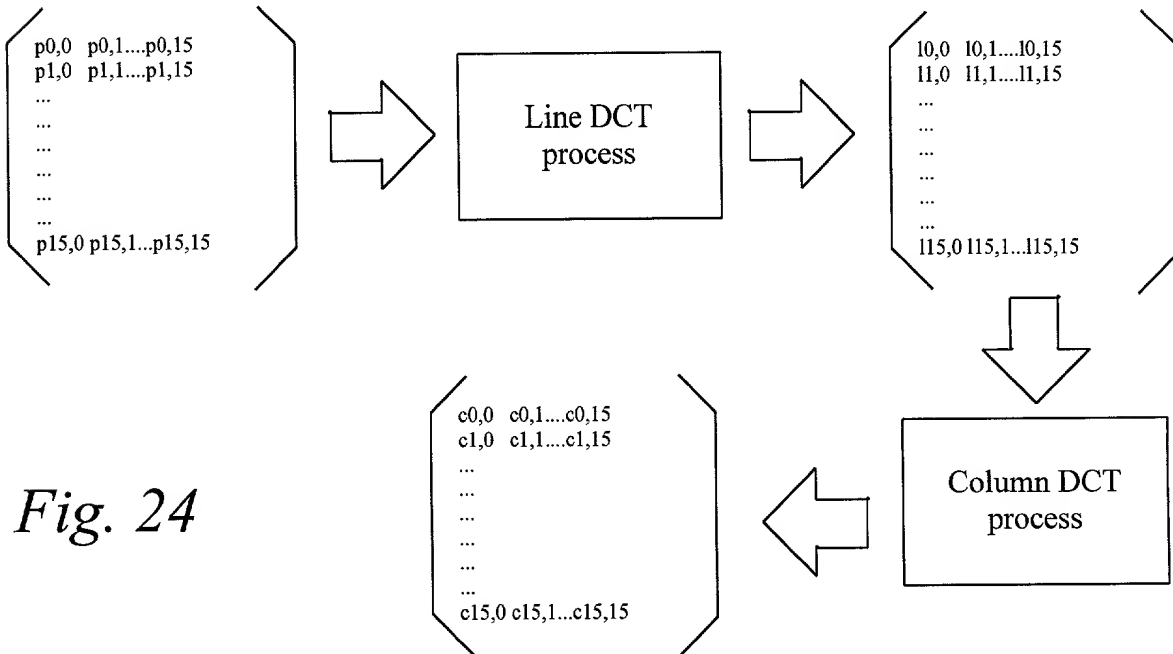 p0,0 p0,1....p0,15
p1,0 p1,1....p1,15
...
...
...
...
...
...
p15,0 p15,1...p15,15
Line DCT
process
l0,0 l0,1....l0,15
l1,0 l1,1....l1,15
...
...
...
...
...
...
l15,0 l15,1...l15,15
Column DCT
process
c0,0 c0,1....c0,15
c1,0 c1,1....c1,15
...
...
...
...
...
...
c15,0 c15,1...c15,15
Fig. 24